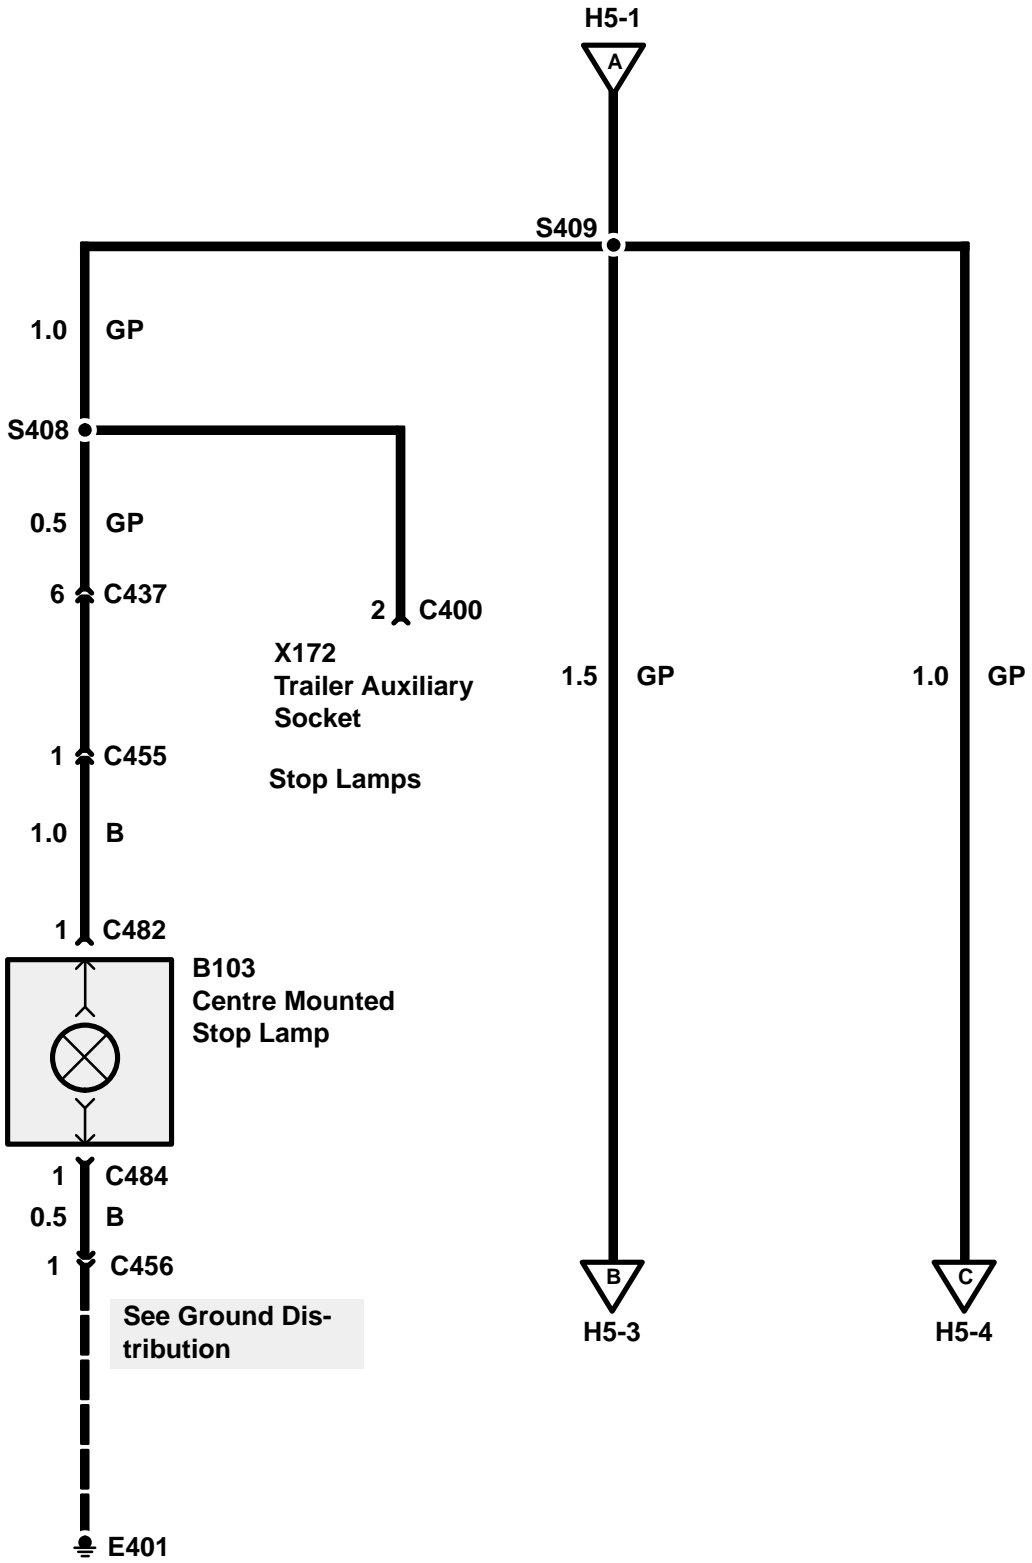 H5-1
A
S409
1.0 GP
S408
0.5 GP
6 C437
2 C400
X172
Trailer Auxiliary
Socket
1.5 GP
1.0 GP
1 C455
Stop Lamps
1.0 B
1 C482
B103
Centre Mounted
Stop Lamp
1 C484
0.5 B
1 C456
B
C
See Ground Dis-
tribution
H5-3
H5-4
E401